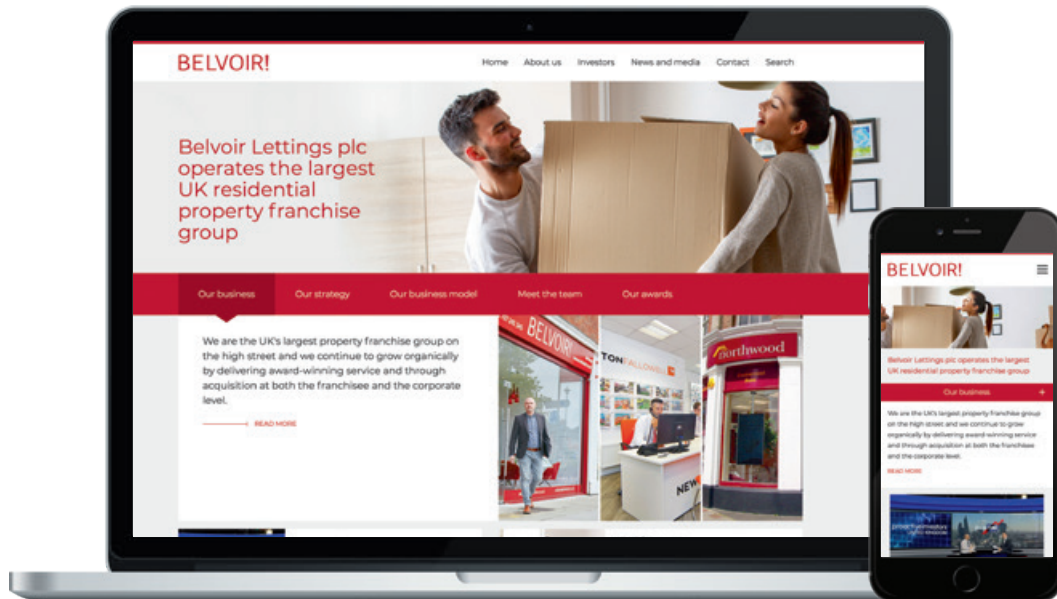 BELVOIR!
Home About us Investors News and media Contact Search
Belvoir Lettings plc
operates the largest
UK residential
property franchise
group
Our business Our strategy Our business model Meet the team Our awards
We are the UK's largest property franchise group on
the high street and we continue to grow organically
by delivering award-winning service and through
acquisition at both the franchisee and the corporate
level.
READ MORE
BELVOIR!
TONFALLOWELL
NEW
northwood
BELVOIR!
Belvoir Lettings plc operates the largest
UK residential property franchise group
Our business +
We are the UK's largest property franchise group
on the high street and we continue to grow
organically by delivering award-winning service
and through acquisition at both the franchisee
and the corporate level.
READ MORE